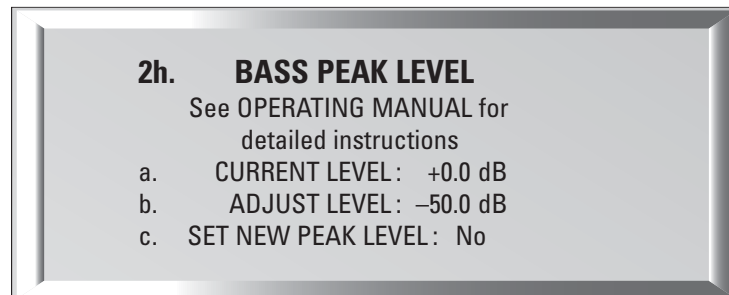 2h. BASS PEAK LEVEL
See OPERATING MANUAL for
detailed instructions
a. CURRENT LEVEL: +0.0 dB
b. ADJUST LEVEL: –50.0 dB
c. SET NEW PEAK LEVEL: No